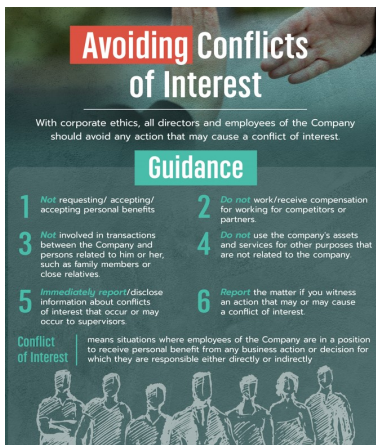 Avoiding Conflicts
of Interest
With corporate ethics, all directors and employees of the Company
should avoid any action that may cause a conflict of interest.
Guidance
1 Not requesting/ accepting/
accepting personal benefits
2 Do not work/receive compensation
for working for competitors or
partners.
3 Not involved in transactions
between the Company and
persons related to him or her,
such as family members or
close relatives.
4 Do not use the company's assets
and services for other purposes that
are not related to the company.
5 Immediately report/disclose
information about conflicts
of interest that occur or may
occur to supervisors.
6 Report the matter if you witness
an action that may or may cause
a conflict of interest.
Conflict
of Interest
means situations where employees of the Company are in a position
to receive personal benefit from any business action or decision for
which they are responsible either directly or indirectly